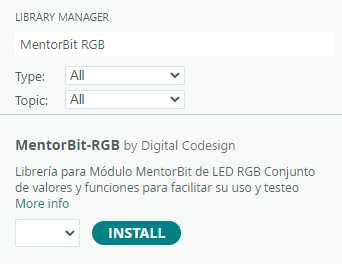 LIBRARY MANAGER
MentorBit RGB
Type: All
Topic: All
MentorBit-RGB by Digital Codesign
Librería para Módulo MentorBit de LED RGB Conjunto
de valores y funciones para facilitar su uso y testeo
More info
INSTALL